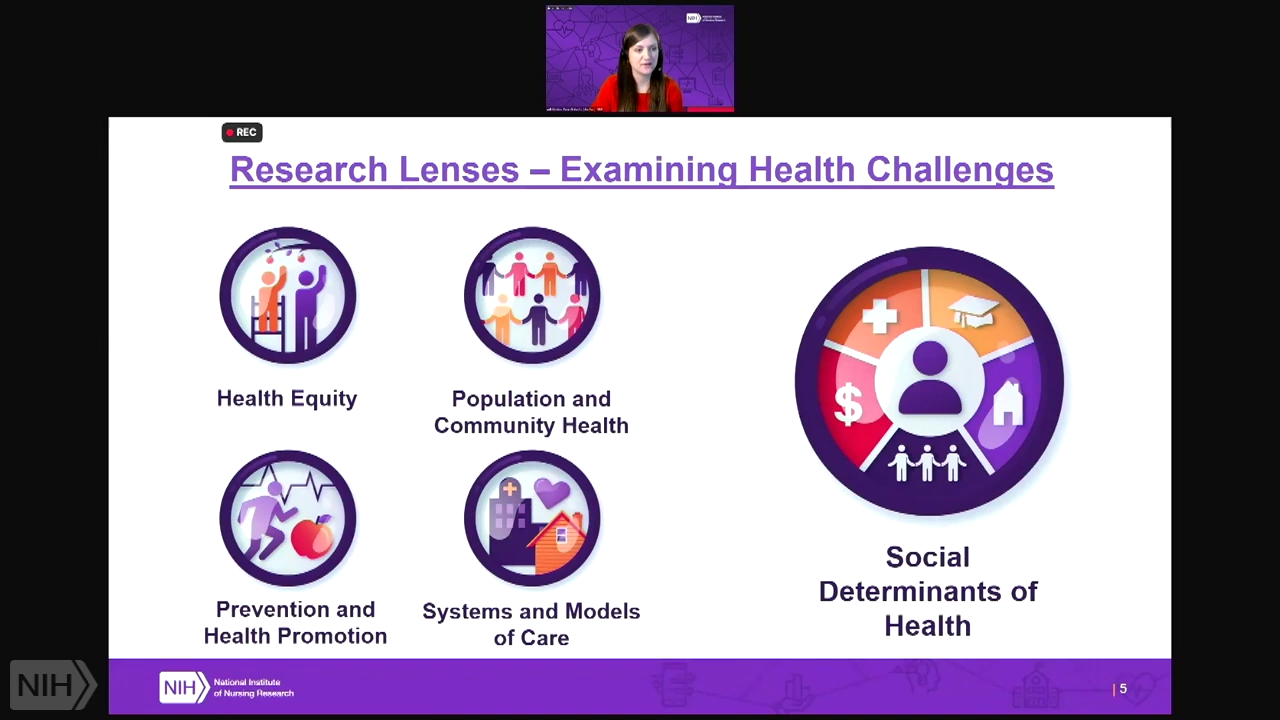 NIH
REC
Research Lenses – Examining Health Challenges
Health Equity
Population and
Community Health
Prevention and
Health Promotion
Systems and Models
of Care
$
Social
Determinants of
Health
NIH
National Institute
of Nursing Research
5
NIH